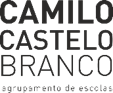 CAMILO
CASTELO
BRANCO
agrupamento de escolas